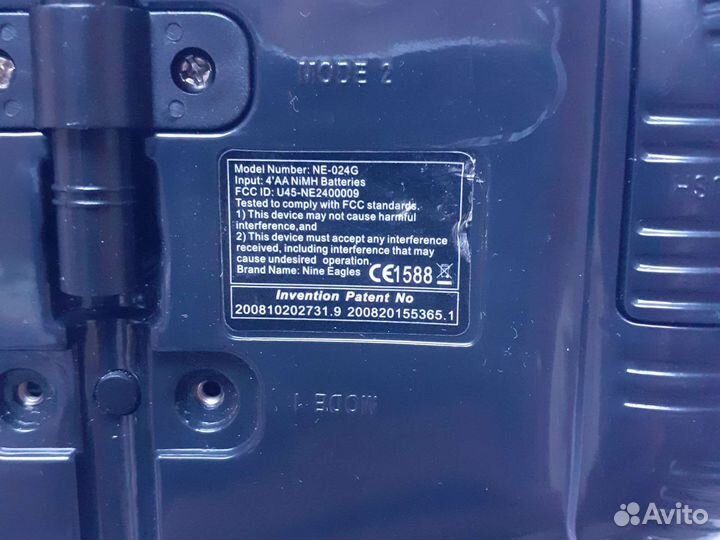 MODE 2
Model Number: NE-024G
Input: 4'AA NiMH Batteries
FCC ID: U45-NE2400009
Tested to comply with FCC standards.
1) This device may not cause harmful
interference,and
2) This device must accept any interference
received, including interference that may
cause undesired operation.
Brand Name: Nine Eagles CE1588
Invention Patent No
200810202731.9 200820155365.1
MODE 1
Avito